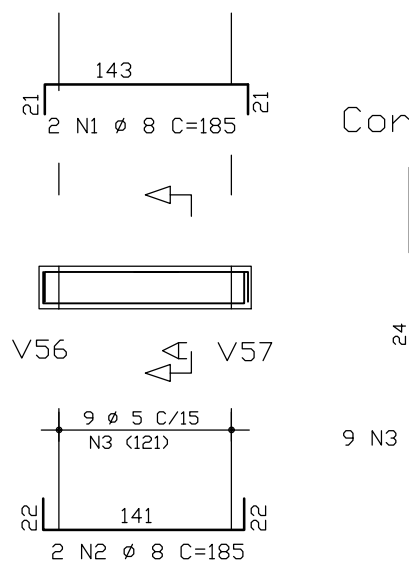 143
21
21
2 N1 ø 8 C=185
Cor
24
V56
A
V57
9 ø 5 C/15
N3 (121)
9 N3
22
141
22
2 N2 ø 8 C=185